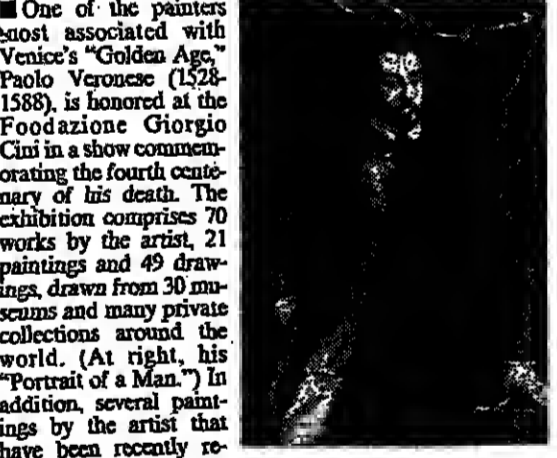 ■ One of the painters
most associated with
Venice's "Golden Age,"
Paolo Veronese (1528-
1588), is honored at the
Foodazione Giorgio
Cini in a show commem-
orating the fourth cente-
nary of his death. The
exhibition comprises 70
works by the artist, 21
paintings and 49 draw-
ings, drawn from 30 mu-
seums and many private
collections around the
world. (At right, his
"Portrait of a Man.") In
addition, several paint-
ings by the artist that
have been recently re-